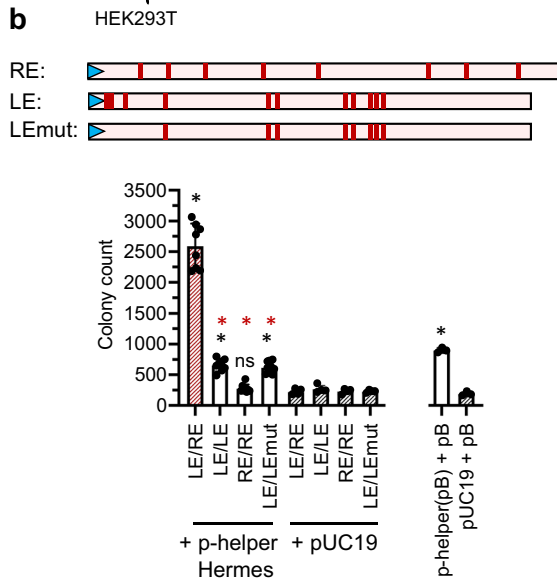 b
HEK293T
RE:
LE:
LEmut:
Colony count
3500
3000
2500
2000
1500
1000
500
0
*
* * *
* ns *
*
LE/RE
LE/LE
RE/RE
LE/LEmut
LE/RE
LE/LE
RE/RE
LE/LEmut
p-helper(pB) + pB
pUC19 + pB
+ p-helper + pUC19
Hermes